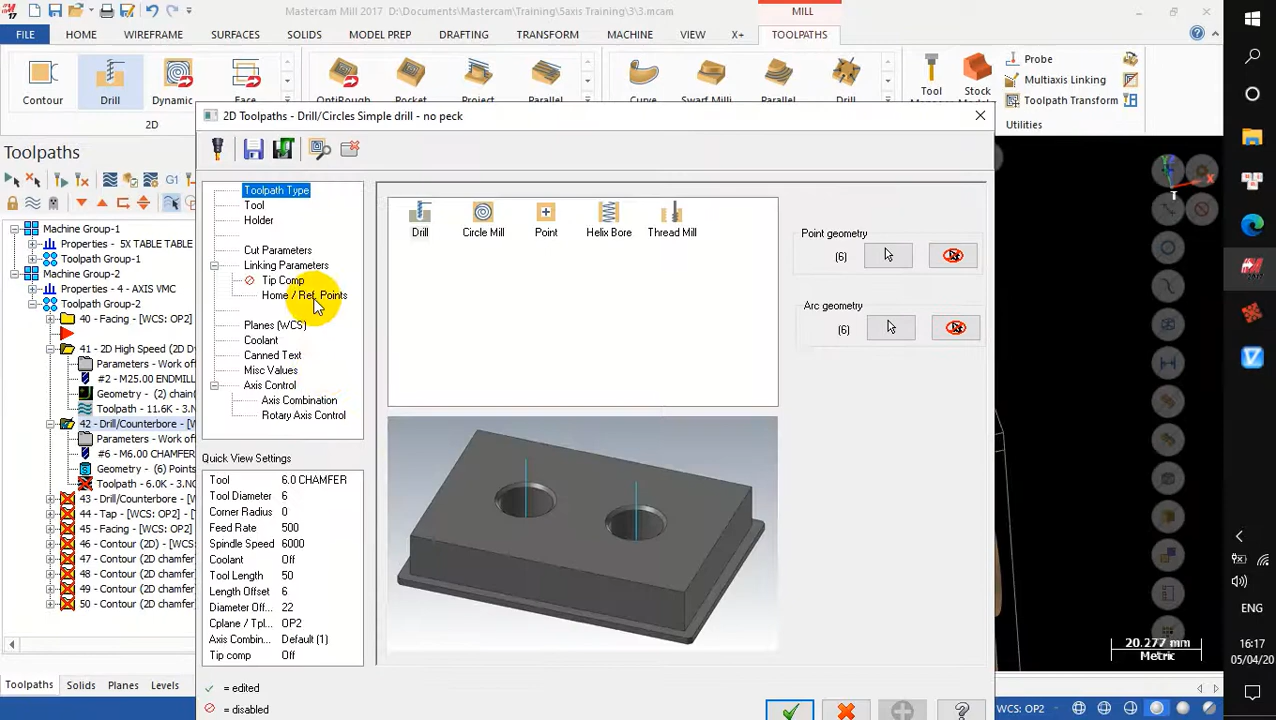 Mastercam Mill 2017 D:\Documents\Mastercam\Training\5axis Training\3\3.mcam
MILL
FILE HOME WIREFRAME SURFACES SOLIDS MODEL PREP DRAFTING TRANSFORM MACHINE VIEW X+ TOOLPATHS
Contour Drill Dynamic Face OptiRough Pocket Project Parallel Curve Swarf Milli Parallel Drill Tool Stock
Probe
Multiaxis Linking
Toolpath Transform
2D Utilities
2D Toolpaths - Drill/Circles Simple drill - no peck
Toolpaths
G1
Machine Group-1
Properties - 5X TABLE TABLE
Toolpath Group-1
Machine Group-2
Properties - 4 - AXIS VMC
Toolpath Group-2
40 - Facing - [WCS: OP2]
41 - 2D High Speed (2D D
Parameters - Work of
#2 - M25.00 ENDMILL
Geometry - (2) chain
Toolpath - 11.6K - 3.N
42 - Drill/Counterbore - [W
Parameters - Work of
#6 - M6.00 CHAMFE
Geometry - (6) Points
Toolpath - 6.0K - 3.NC
43 - Drill/Counterbore - [W
44 - Tap - [WCS: OP2] -
45 - Facing - [WCS: OP2]
46 - Contour (2D) - [WCS:
47 - Contour (2D chamfer
48 - Contour (2D chamfer
49 - Contour (2D chamfer
50 - Contour (2D chamfer
Toolpaths Solids Planes Levels
Toolpath Type
Tool
Holder
Cut Parameters
Linking Parameters
Tip Comp
Home / Ref. Points
Planes (WCS)
Coolant
Canned Text
Misc Values
Axis Control
Axis Combination
Rotary Axis Control
Quick View Settings
Tool 6.0 CHAMFER
Tool Diameter 6
Corner Radius 0
Feed Rate 500
Spindle Speed 6000
Coolant Off
Tool Length 50
Length Offset 6
Diameter Off... 22
Cplane / Tpl... OP2
Axis Combin... Default (1)
Tip comp Off
= edited
= disabled
Drill Circle Mill Point Helix Bore Thread Mill
Point geometry
(6)
Arc geometry
(6)
20.277 mm
Metric
WCS: OP2
ENG
16:17
05/04/20